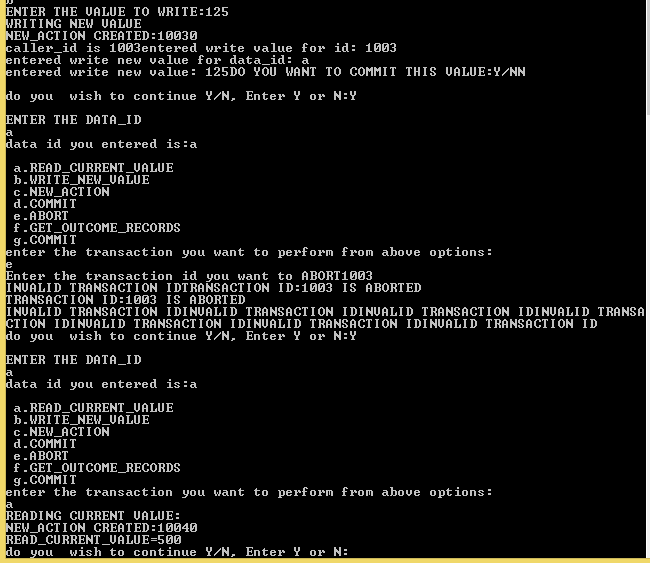 ENTER THE VALUE TO WRITE:125
WRITING NEW VALUE
NEW_ACTION CREATED:10030
caller_id is 1003entered write value for id: 1003
entered write new value for data_id: a
entered write new value: 125DO YOU WANT TO COMMIT THIS VALUE:Y/NN
do you  wish to continue Y/N, Enter Y or N:Y
ENTER THE DATA_ID
a
data id you entered is:a
a.READ_CURRENT_VALUE
b.WRITE_NEW_VALUE
c.NEW_ACTION
d.COMMIT
e.ABORT
f.GET_OUTCOME_RECORDS
g.COMMIT
enter the transaction you want to perform from above options:
e
Enter the transaction id you want to ABORT1003
INVALID TRANSACTION IDTRANSACTION ID:1003 IS ABORTED
TRANSACTION ID:1003 IS ABORTED
INVALID TRANSACTION IDINVALID TRANSACTION IDINVALID TRANSACTION IDINVALID TRANSA
CTION IDINVALID TRANSACTION IDINVALID TRANSACTION IDINVALID TRANSACTION ID
do you  wish to continue Y/N, Enter Y or N:Y
ENTER THE DATA_ID
a
data id you entered is:a
a.READ_CURRENT_VALUE
b.WRITE_NEW_VALUE
c.NEW_ACTION
d.COMMIT
e.ABORT
f.GET_OUTCOME_RECORDS
g.COMMIT
enter the transaction you want to perform from above options:
a
READING CURRENT VALUE:
NEW_ACTION CREATED:10040
READ_CURRENT_VALUE=500
do you  wish to continue Y/N, Enter Y or N: